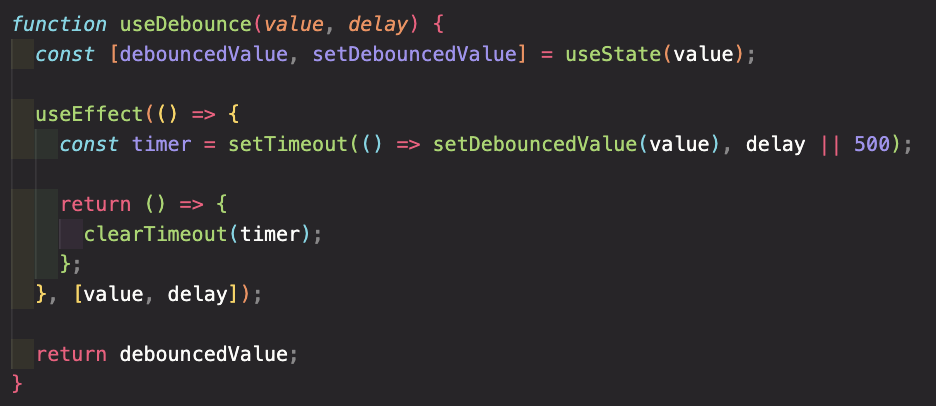 function useDebounce(value, delay) {
const [debouncedValue, setDebouncedValue] = useState(value);
useEffect(() => {
const timer = setTimeout(() => setDebouncedValue(value), delay || 500);
return () => {
clearTimeout(timer);
};
}, [value, delay]);
return debouncedValue;
}